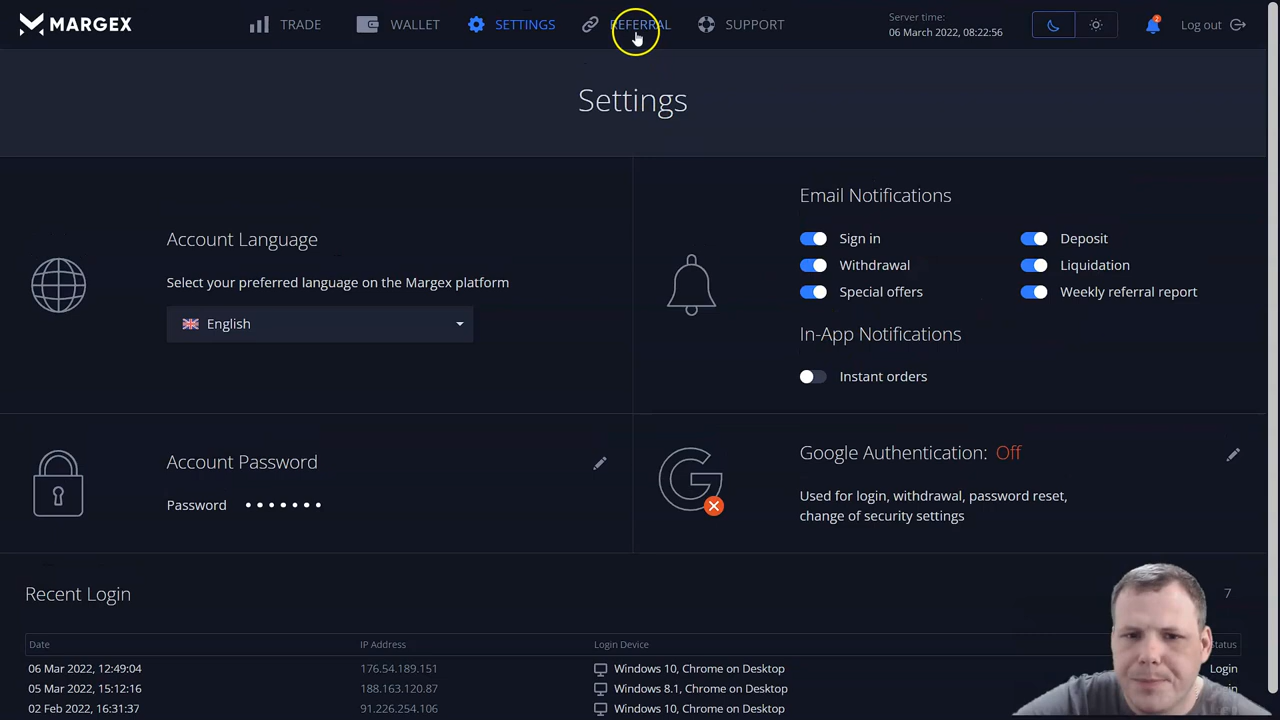 MARGEX TRADE WALLET SETTINGS REFERRAL SUPPORT Server time: 2 Log out
06 March 2022, 08:22:56
Settings
Account Language
Select your preferred language on the Margex platform
English
Email Notifications
Sign in Deposit
Withdrawal Liquidation
Special offers Weekly referral report
In-App Notifications
Instant orders
Account Password
Password
Google Authentication: Off
Used for login, withdrawal, password reset,
change of security settings
Recent Login 7
Date IP Address Login Device Status
06 Mar 2022, 12:49:04 176.54.189.151 Windows 10, Chrome on Desktop Login
05 Mar 2022, 15:12:16 188.163.120.87 Windows 8.1, Chrome on Desktop
02 Feb 2022, 16:31:37 91.226.254.106 Windows 10, Chrome on Desktop